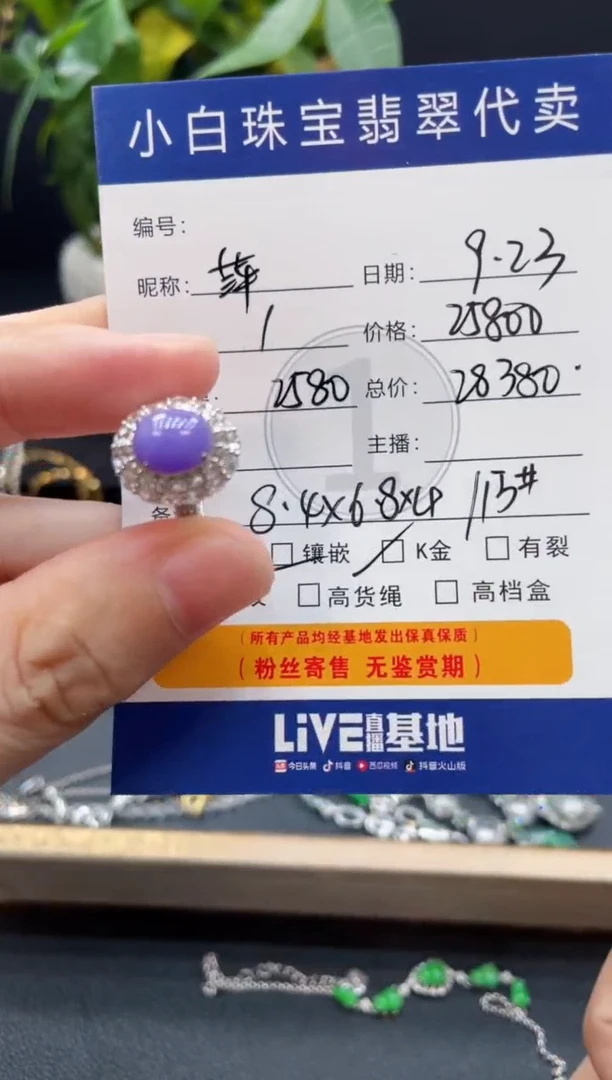 小白珠宝翡翠代卖
编号:
昵称: 萍 日期: 9.23
1 价格: 25800
2580 总价: 28380
主播:
备 8.4x6.8x4 / 13#
镶嵌 K金 有裂
高货绳 高档盒
(所有产品均经基地发出保真保质)
(粉丝寄售 无鉴赏期)
LiVE直播基地
今日头条 抖音 西瓜视频 抖音火山版